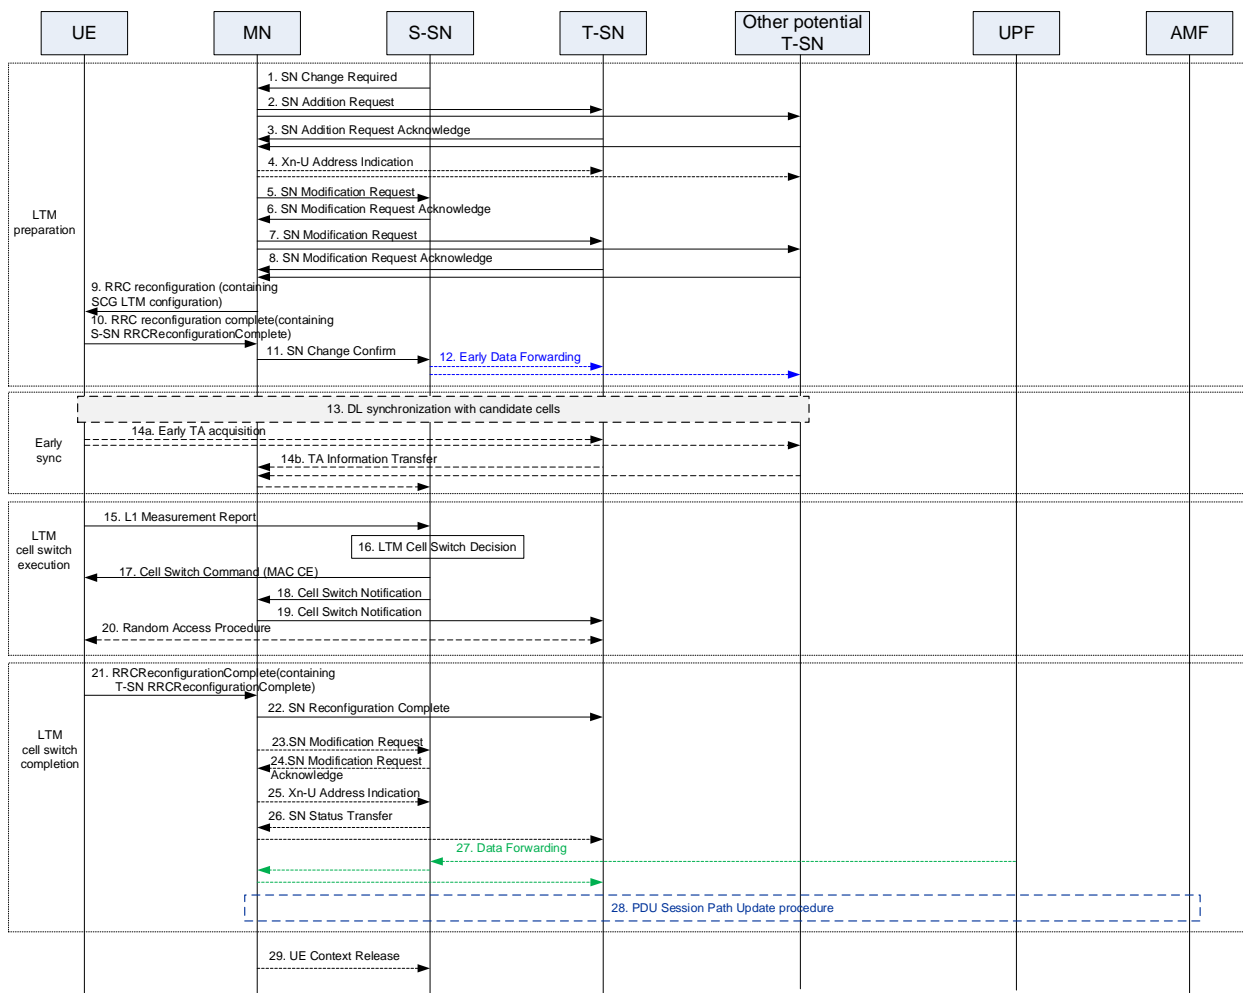 UE
MN
S-SN
T-SN
Other potential
T-SN
UPF
AMF
1. SN Change Required
2. SN Addition Request
3. SN Addition Request Acknowledge
4. Xn-U Address Indication
5. SN Modification Request
6. SN Modification Request Acknowledge
LTM
preparation
7. SN Modification Request
8. SN Modification Request Acknowledge
9. RRC reconfiguration (containing
SCG LTM configuration)
10. RRC reconfiguration complete(containing
S-SN RRCReconfigurationComplete)
11. SN Change Confirm
12. Early Data Forwarding
13. DL synchronization with candidate cells
Early
sync
14a. Early TA acquisition
14b. TA Information Transfer
LTM
cell switch
execution
15. L1 Measurement Report
16. LTM Cell Switch Decision
17. Cell Switch Command (MAC CE)
18. Cell Switch Notification
19. Cell Switch Notification
20. Random Access Procedure
21. RRCReconfigurationComplete(containing
T-SN RRCReconfigurationComplete)
22. SN Reconfiguration Complete
LTM
cell switch
completion
23.SN Modification Request
24.SN Modification Request
Acknowledge
25. Xn-U Address Indication
26. SN Status Transfer
27. Data Forwarding
28. PDU Session Path Update procedure
29. UE Context Release